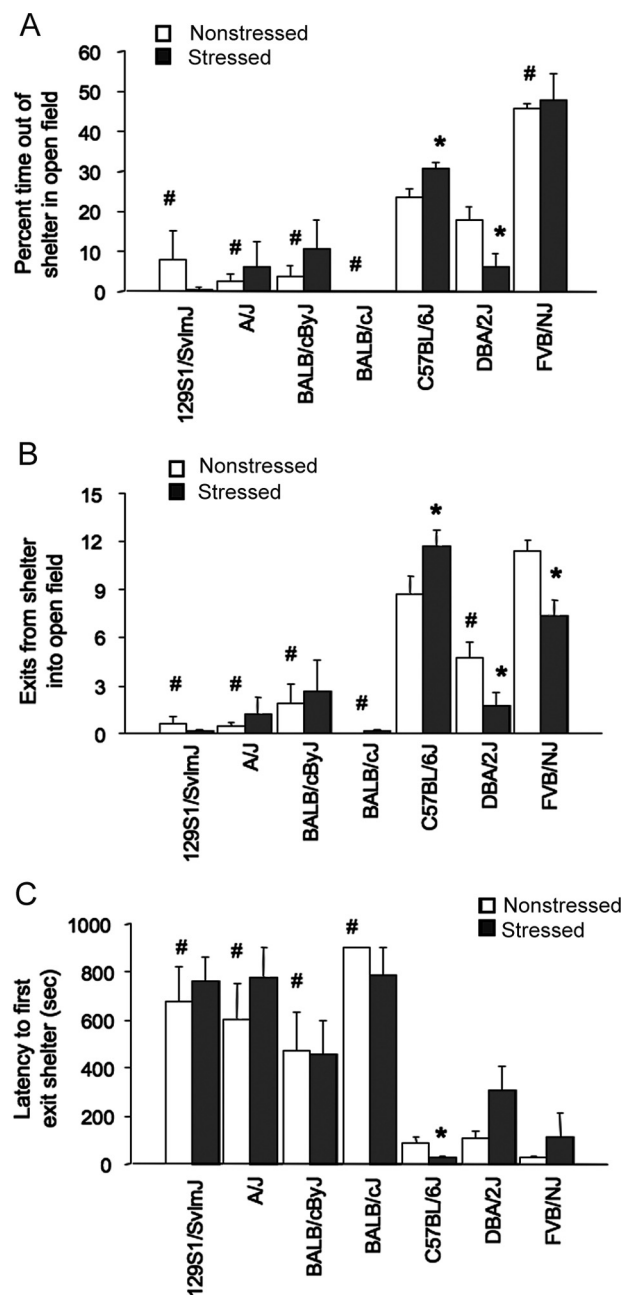 A
Nonstressed
Stressed
Percent time out of
shelter in open field
60
50
40
30
20
10
0
#
#
#
#
*
*
#
129S1/SvImJ
A/J
BALB/cByJ
BALB/cJ
C57BL/6J
DBA/2J
FVB/NJ
B
Nonstressed
Stressed
Exits from shelter
into open field
15
12
9
6
3
0
#
#
#
#
*
#
*
*
129S1/SvImJ
A/J
BALB/cByJ
BALB/cJ
C57BL/6J
DBA/2J
FVB/NJ
C
Nonstressed
Stressed
Latency to first
exit shelter (sec)
1000
800
600
400
200
0
#
#
#
#
*
129S1/SvImJ
A/J
BALB/cByJ
BALB/cJ
C57BL/6J
DBA/2J
FVB/NJ